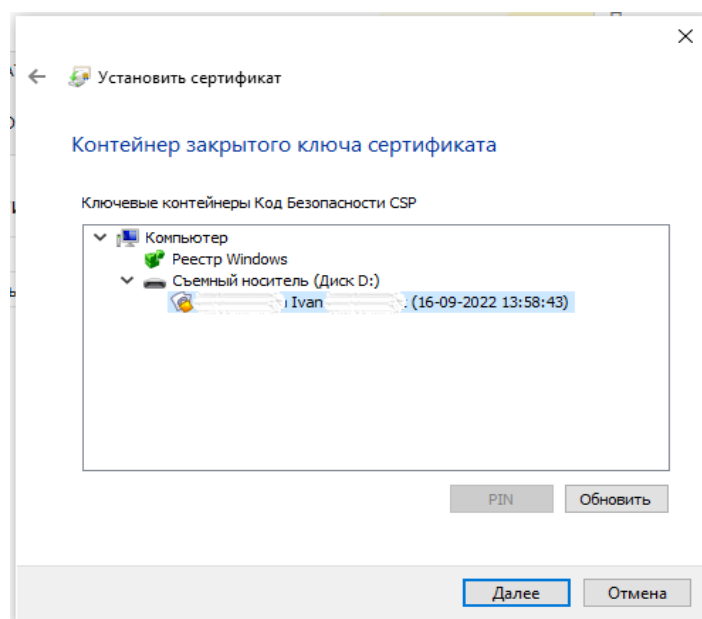 Установить сертификат
Контейнер закрытого ключа сертификата
Ключевые контейнеры Код Безопасности CSP
Компьютер
Реестр Windows
Съемный носитель (Диск D:)
Ivan (16-09-2022 13:58:43)
PIN Обновить
Далее Отмена